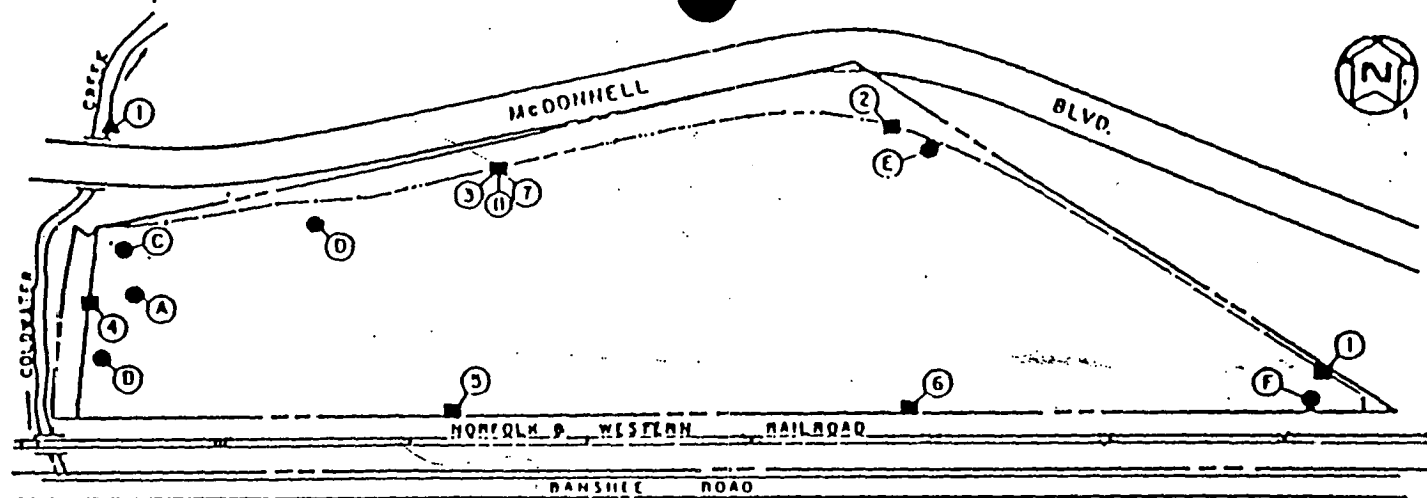 CREEK
1
McDONNELL
BLVD.
N
2
E
3
11
7
C
D
A
4
D
COLDWATER
1
5
6
F
NORFOLK & WESTERN RAILROAD
BANSHEE ROAD